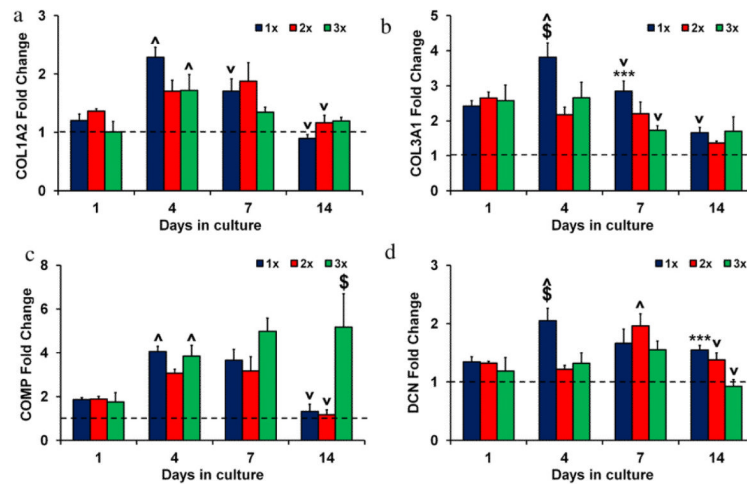 a
COL1A2 Fold Change
3
2
1
0
1x 2x 3x
^ ^ v v v
1 4 7 14
Days in culture
b
COL3A1 Fold Change
5
4
3
2
1
0
1x 2x 3x
^
$
v
***
v v
1 4 7 14
Days in culture
c
COMP Fold Change
8
6
4
2
0
1x 2x 3x
$
^ ^
v v
1 4 7 14
Days in culture
d
DCN Fold Change
3
2
1
0
1x 2x 3x
^
$
^
*** v
v
1 4 7 14
Days in culture